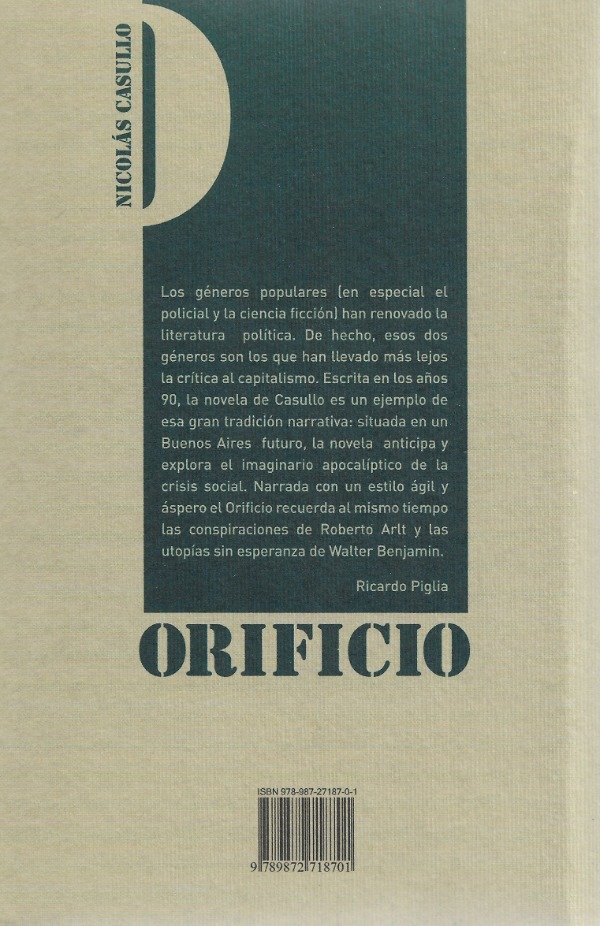 NICOLÁS CASULLO
Los géneros populares (en especial el
policial y la ciencia ficción) han renovado la
literatura política. De hecho, esos dos
géneros son los que han llevado más lejos
la crítica al capitalismo. Escrita en los años
90, la novela de Casullo es un ejemplo de
esa gran tradición narrativa: situada en un
Buenos Aires futuro, la novela anticipa y
explora el imaginario apocalíptico de la
crisis social. Narrada con un estilo ágil y
áspero el Orificio recuerda al mismo tiempo
las conspiraciones de Roberto Arlt y las
utopías sin esperanza de Walter Benjamin.
Ricardo Piglia
ORIFICIO
ISBN 978-987-27187-0-1
9 789872 718701